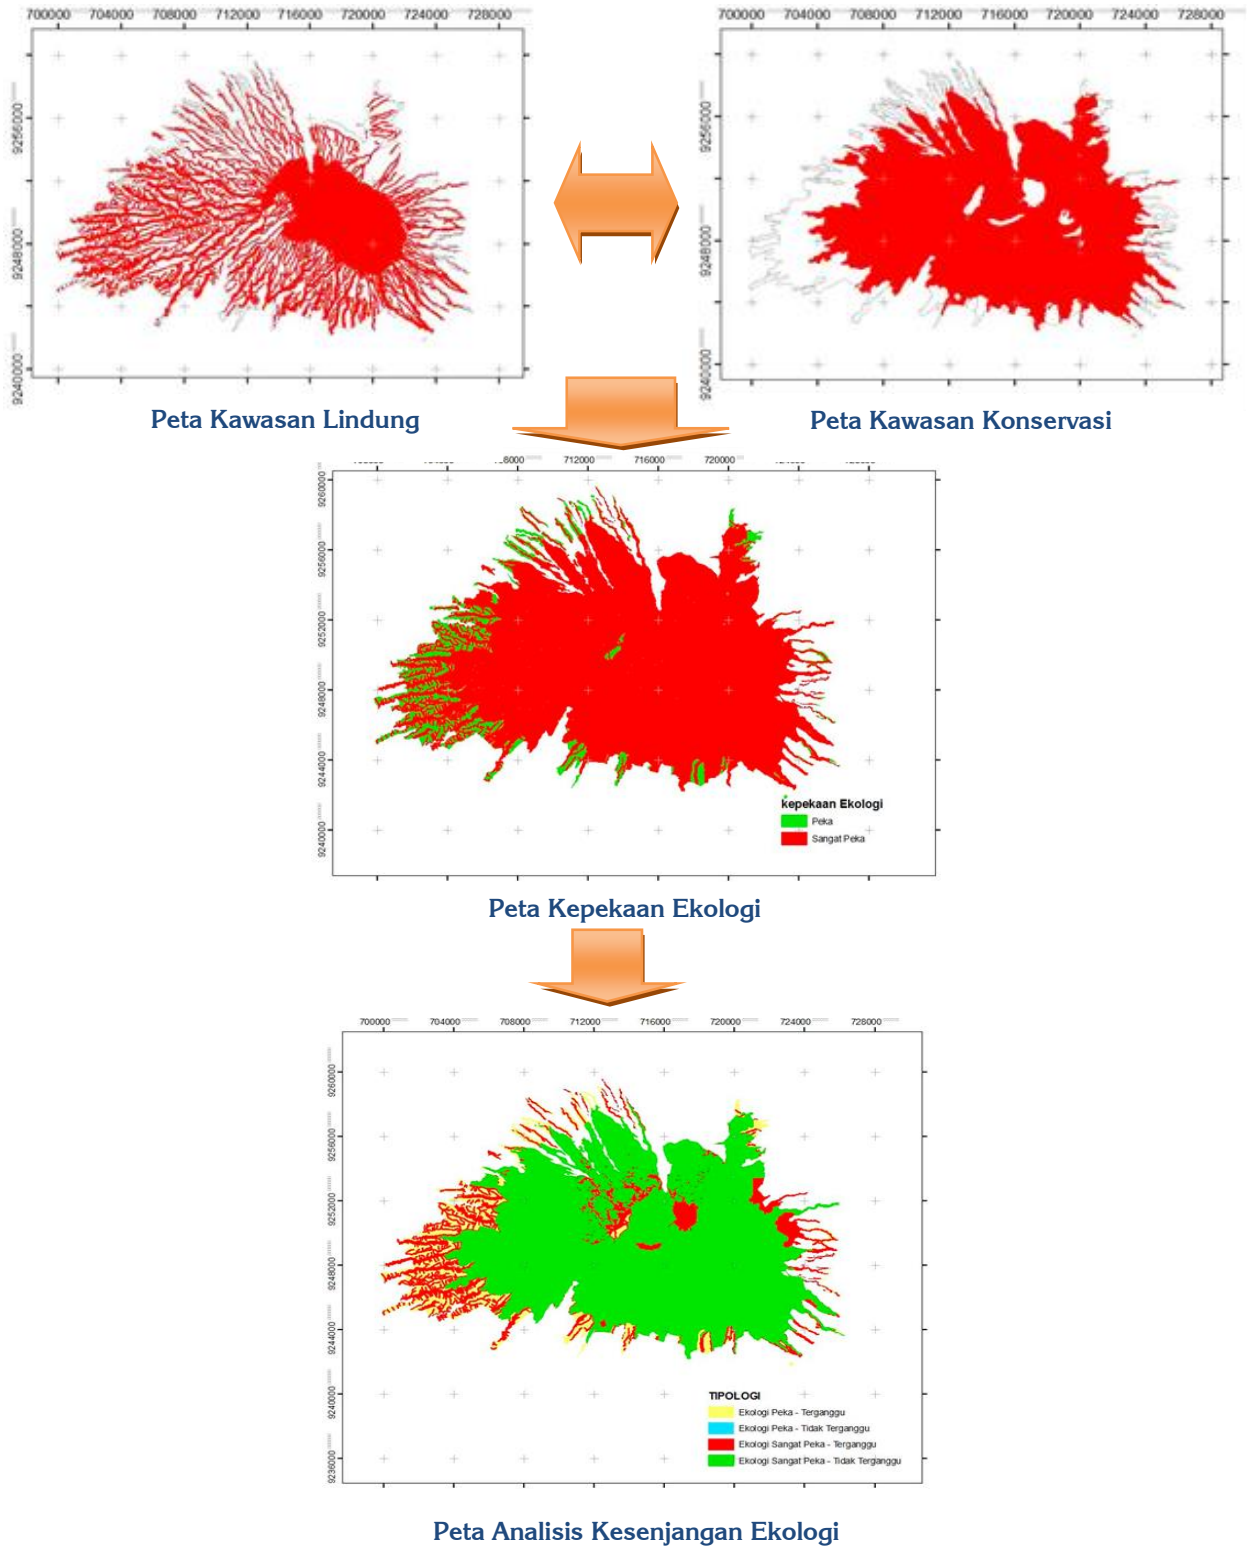 700000 704000 708000 712000 716000 720000 724000 728000
9256000
9248000
9240000
Peta Kawasan Lindung
700000 704000 708000 712000 716000 720000 724000 728000
9256000
9248000
9240000
Peta Kawasan Konservasi
708000 712000 716000 720000
9260000
9256000
9252000
9248000
9244000
9240000
kepekaan Ekologi
Peka
Sangat Peka
Peta Kepekaan Ekologi
700000 704000 708000 712000 716000 720000 724000 728000
9260000
9256000
9252000
9248000
9244000
9240000
9236000
TIPOLOGI
Ekologi Peka - Terganggu
Ekologi Peka - Tidak Terganggu
Ekologi Sangat Peka - Terganggu
Ekologi Sangat Peka - Tidak Terganggu
Peta Analisis Kesenjangan Ekologi